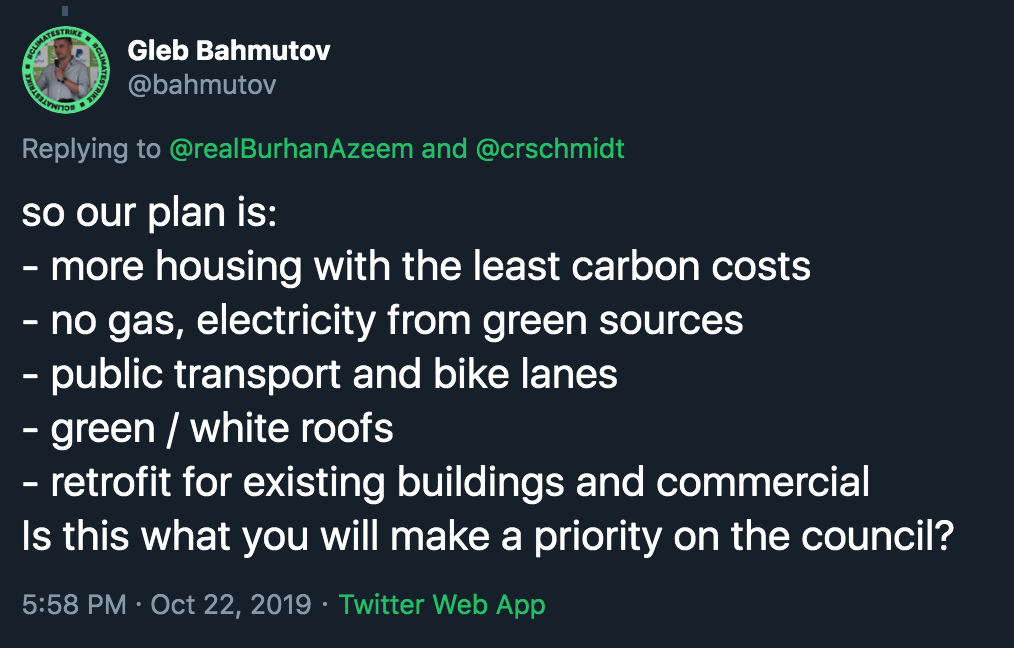 Gleb Bahmutov
@bahmutov
Replying to @realBurhanAzeem and @crschmidt
so our plan is:
- more housing with the least carbon costs
- no gas, electricity from green sources
- public transport and bike lanes
- green / white roofs
- retrofit for existing buildings and commercial
Is this what you will make a priority on the council?
5:58 PM · Oct 22, 2019 · Twitter Web App
#CLIMATESTRIKE
#CLIMATESTRIKE
#CLIMATESTRIKE